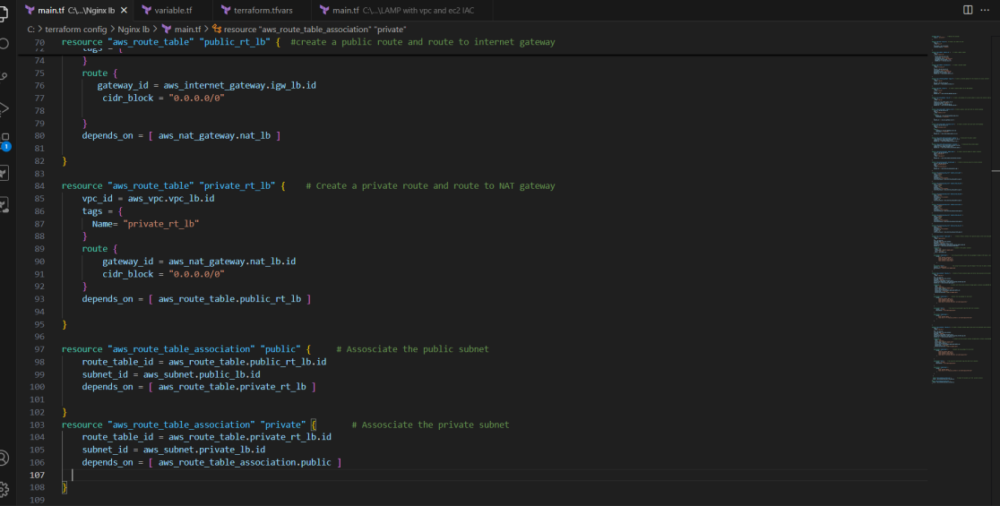 main.tf C:\...\Nginx lb
variable.tf
terraform.tfvars
main.tf C:\...\LAMP with vpc and ec2 IAC
C: > terraform config > Nginx lb > main.tf > resource "aws_route_table_association" "private"
70 resource "aws_route_table" "public_rt_lb" { #create a public route and route to internet gateway
72 tags = {
74 }
75 route {
76 gateway_id = aws_internet_gateway.igw_lb.id
77 cidr_block = "0.0.0.0/0"
78
79 }
80 depends_on = [ aws_nat_gateway.nat_lb ]
81
82 }
83
84 resource "aws_route_table" "private_rt_lb" { # Create a private route and route to NAT gateway
85 vpc_id = aws_vpc.vpc_lb.id
86 tags = {
87 Name= "private_rt_lb"
88 }
89 route {
90 gateway_id = aws_nat_gateway.nat_lb.id
91 cidr_block = "0.0.0.0/0"
92 }
93 depends_on = [ aws_route_table.public_rt_lb ]
94
95 }
96
97 resource "aws_route_table_association" "public" { # Assosciate the public subnet
98 route_table_id = aws_route_table.public_rt_lb.id
99 subnet_id = aws_subnet.public_lb.id
100 depends_on = [ aws_route_table.private_rt_lb ]
101
102 }
103 resource "aws_route_table_association" "private" { # Assosciate the private subnet
104 route_table_id = aws_route_table.private_rt_lb.id
105 subnet_id = aws_subnet.private_lb.id
106 depends_on = [ aws_route_table_association.public ]
107
108 }
109
1